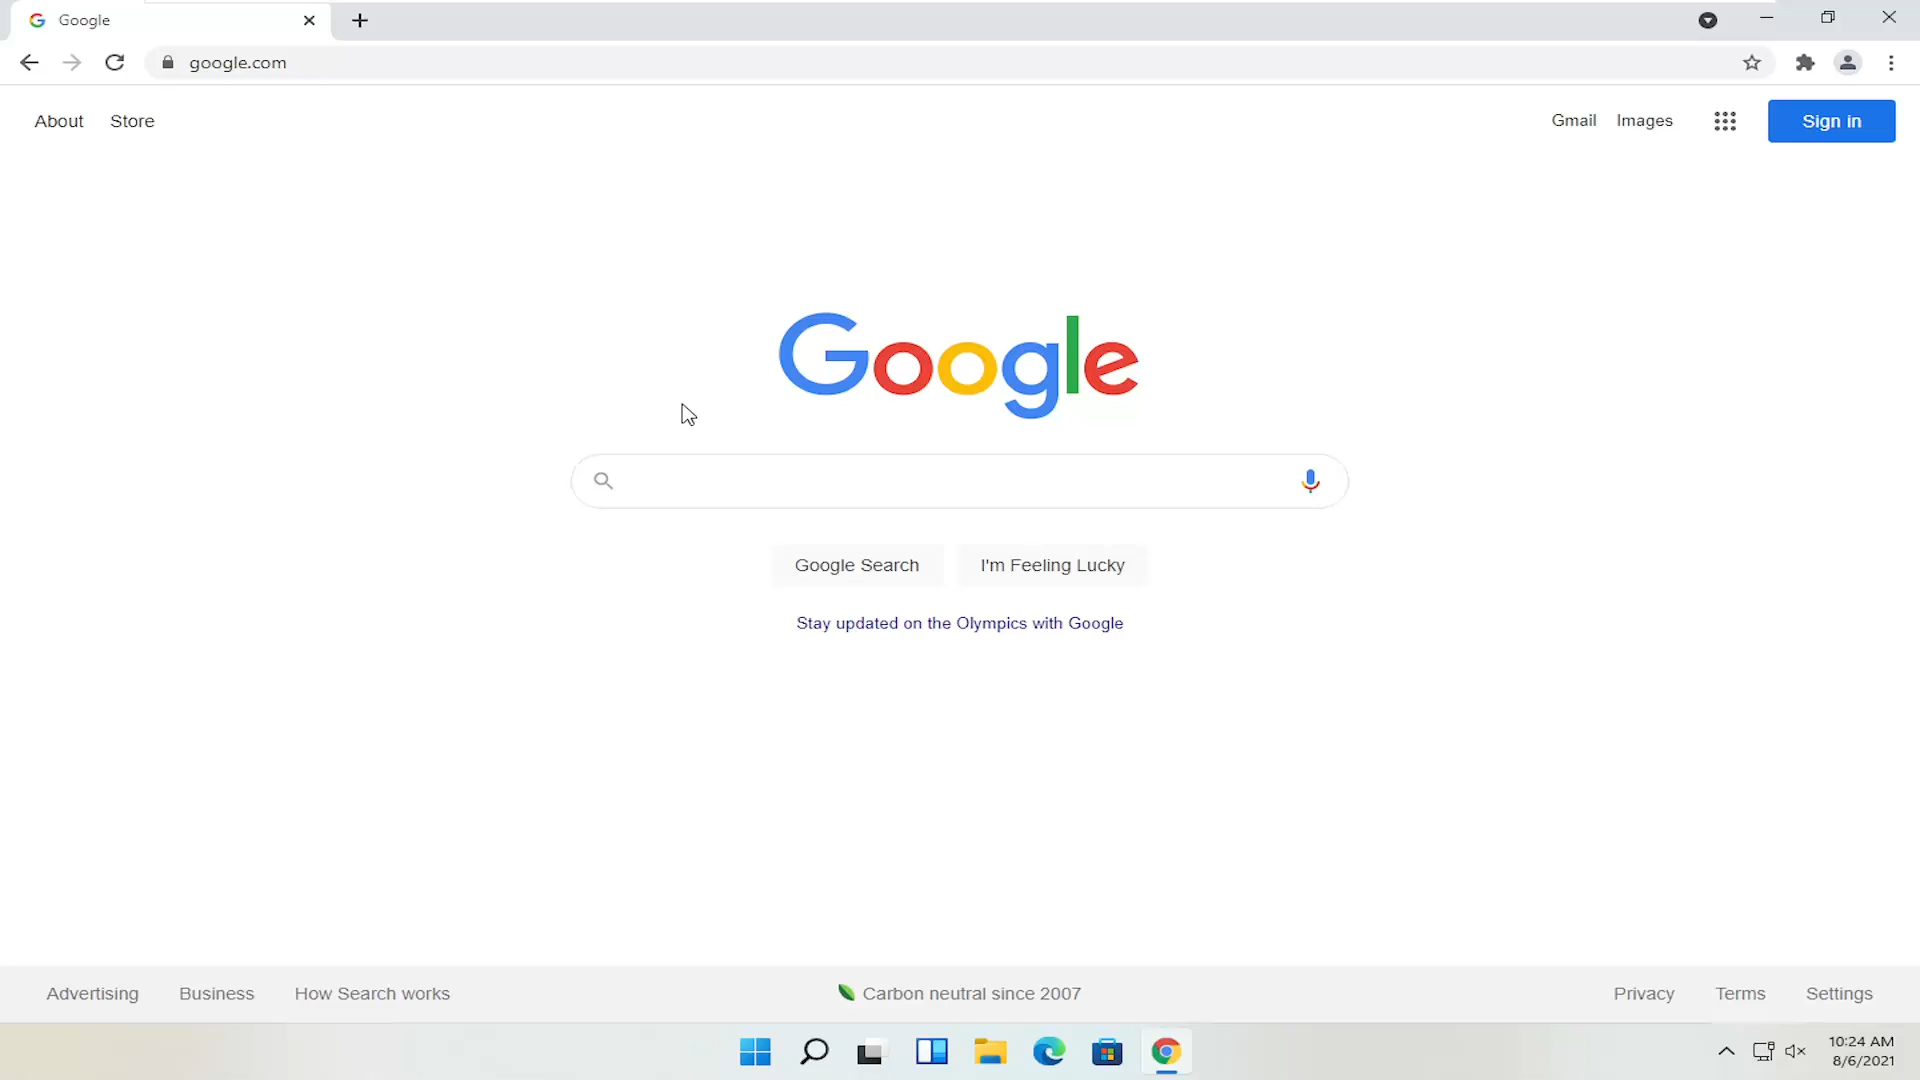 Google
google.com
About Store
Gmail Images Sign in
Google
Google Search I'm Feeling Lucky
Stay updated on the Olympics with Google
Advertising Business How Search works
Carbon neutral since 2007
Privacy Terms Settings
10:24 AM
8/6/2021